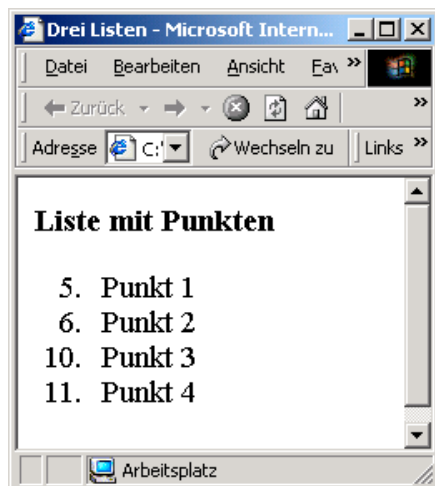 Drei Listen - Microsoft Intern...
Datei Bearbeiten Ansicht Fav »
Zurück »
Adresse C:\ Wechseln zu Links »
Liste mit Punkten
5. Punkt 1
6. Punkt 2
10. Punkt 3
11. Punkt 4
Arbeitsplatz